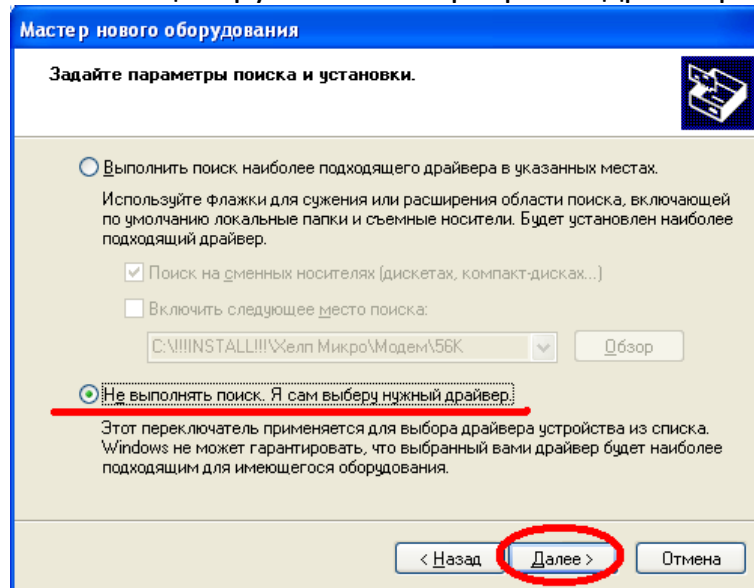 Мастер нового оборудования
Задайте параметры поиска и установки.
Выполнить поиск наиболее подходящего драйвера в указанных местах.
Используйте флажки для сужения или расширения области поиска, включающей
по умолчанию локальные папки и съемные носители. Будет установлен наиболее
подходящий драйвер.
Поиск на сменных носителях (дискетах, компакт-дисках...)
Включить следующее место поиска:
C:\!!!INSTALL!!!\Хелп Микро\Модем\56K
Обзор
Не выполнять поиск. Я сам выберу нужный драйвер.
Этот переключатель применяется для выбора драйвера устройства из списка.
Windows не может гарантировать, что выбранный вами драйвер будет наиболее
подходящим для имеющегося оборудования.
< Назад Далее > Отмена